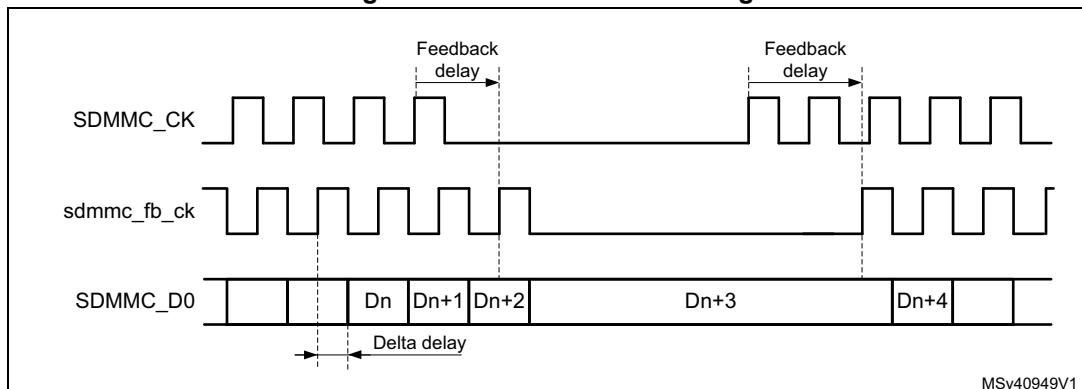 Feedback
delay
Feedback
delay
SDMMC_CK
sdmmc_fb_ck
SDMMC_D0
Dn
Dn+1
Dn+2
Dn+3
Dn+4
Delta delay
MSv40949V1